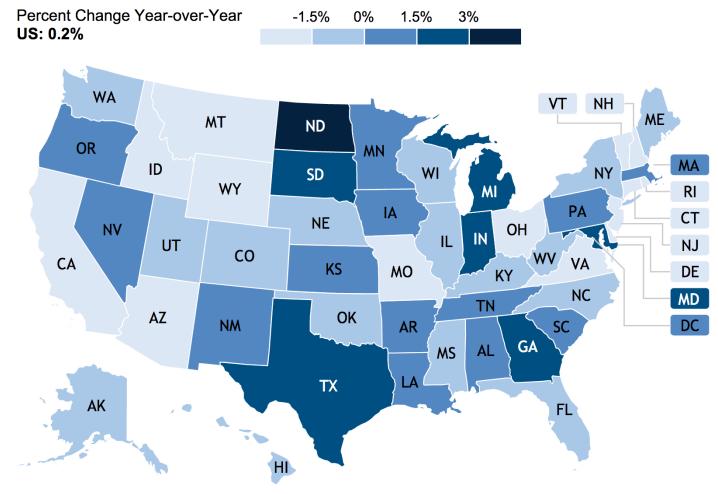 Percent Change Year-over-Year
US: 0.2%
-1.5% 0% 1.5% 3%
WA
MT
ND
MN
VT NH
ME
OR
ID
SD
WI
MI
NY
MA
WY
RI
IA
PA
CT
NV
NE
OH
NJ
UT
CO
IL
IN
WV
VA
DE
CA
KS
MO
KY
MD
AZ
NM
OK
AR
TN
NC
DC
SC
MS
AL
GA
TX
LA
AK
FL
HI